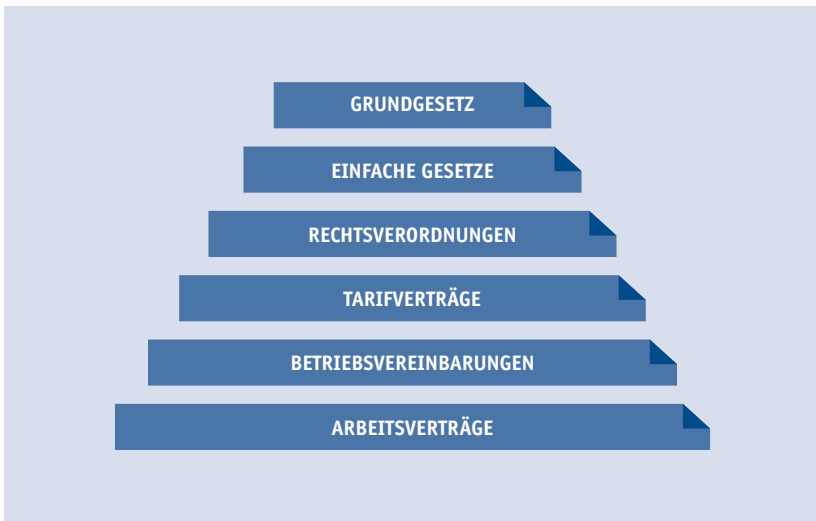 GRUNDGESETZ
EINFACHE GESETZE
RECHTSVERORDNUNGEN
TARIFVERTRÄGE
BETRIEBSVEREINBARUNGEN
ARBEITSVERTRÄGE